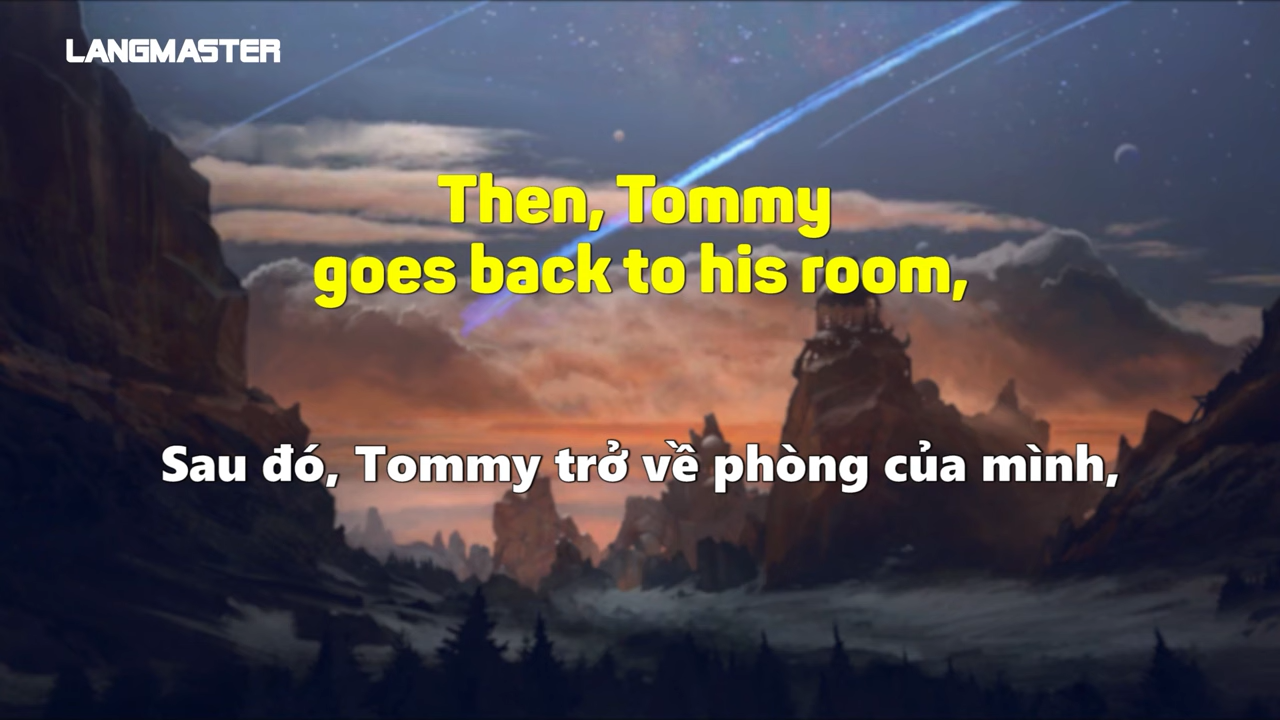 LANGMASTER
Then, Tommy
goes back to his room,
Sau đó, Tommy trở về phòng của mình,